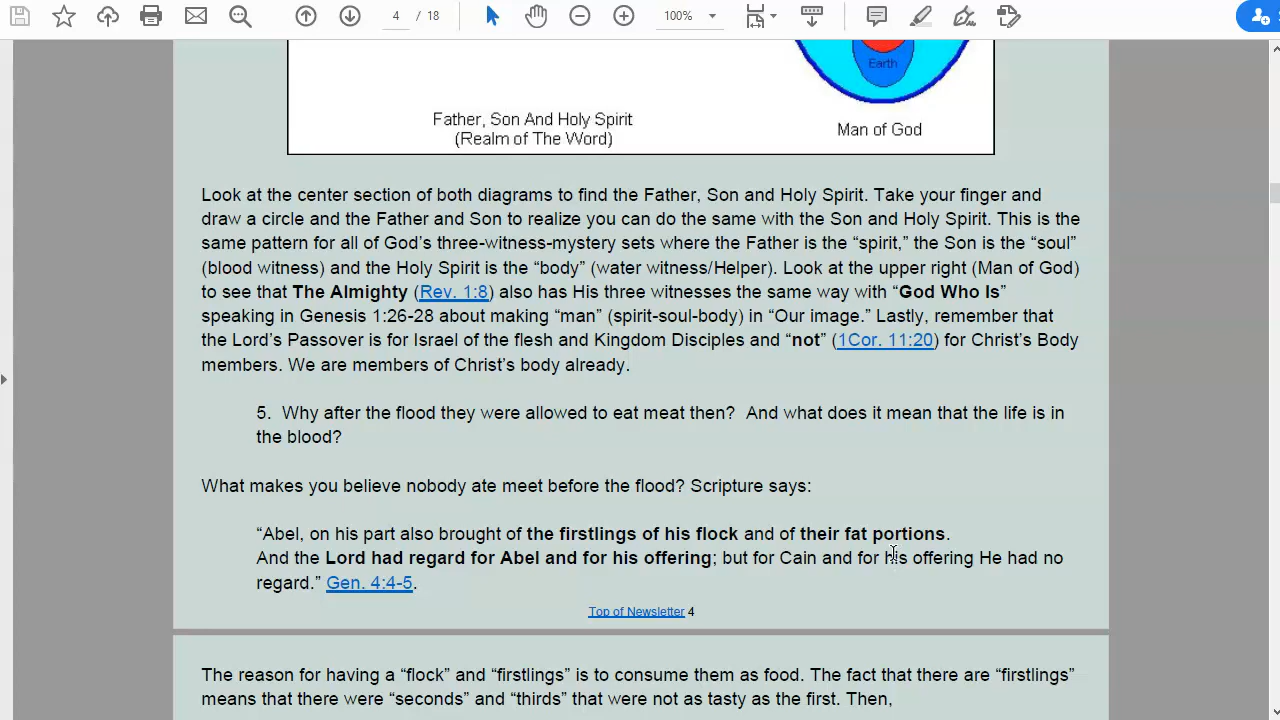 4 / 18
100%
Earth
Father, Son And Holy Spirit
(Realm of The Word)
Man of God
Look at the center section of both diagrams to find the Father, Son and Holy Spirit. Take your finger and
draw a circle and the Father and Son to realize you can do the same with the Son and Holy Spirit. This is the
same pattern for all of God’s three-witness-mystery sets where the Father is the “spirit,” the Son is the “soul”
(blood witness) and the Holy Spirit is the “body” (water witness/Helper). Look at the upper right (Man of God)
to see that The Almighty (Rev. 1:8) also has His three witnesses the same way with “God Who Is”
speaking in Genesis 1:26-28 about making “man” (spirit-soul-body) in “Our image.” Lastly, remember that
the Lord’s Passover is for Israel of the flesh and Kingdom Disciples and “not” (1Cor. 11:20) for Christ’s Body
members. We are members of Christ’s body already.
5. Why after the flood they were allowed to eat meat then? And what does it mean that the life is in
the blood?
What makes you believe nobody ate meet before the flood? Scripture says:
“Abel, on his part also brought of the firstlings of his flock and of their fat portions.
And the Lord had regard for Abel and for his offering; but for Cain and for his offering He had no
regard.” Gen. 4:4-5.
Top of Newsletter 4
The reason for having a “flock” and “firstlings” is to consume them as food. The fact that there are “firstlings”
means that there were “seconds” and “thirds” that were not as tasty as the first. Then,